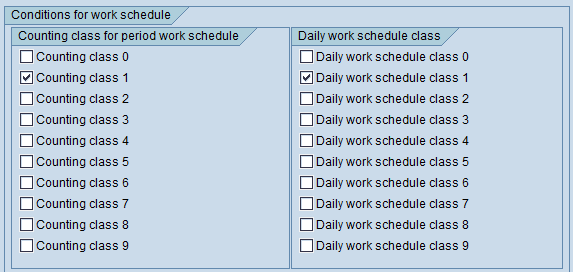 Conditions for work schedule
Counting class for period work schedule
Counting class 0
Counting class 1
Counting class 2
Counting class 3
Counting class 4
Counting class 5
Counting class 6
Counting class 7
Counting class 8
Counting class 9
Daily work schedule class
Daily work schedule class 0
Daily work schedule class 1
Daily work schedule class 2
Daily work schedule class 3
Daily work schedule class 4
Daily work schedule class 5
Daily work schedule class 6
Daily work schedule class 7
Daily work schedule class 8
Daily work schedule class 9